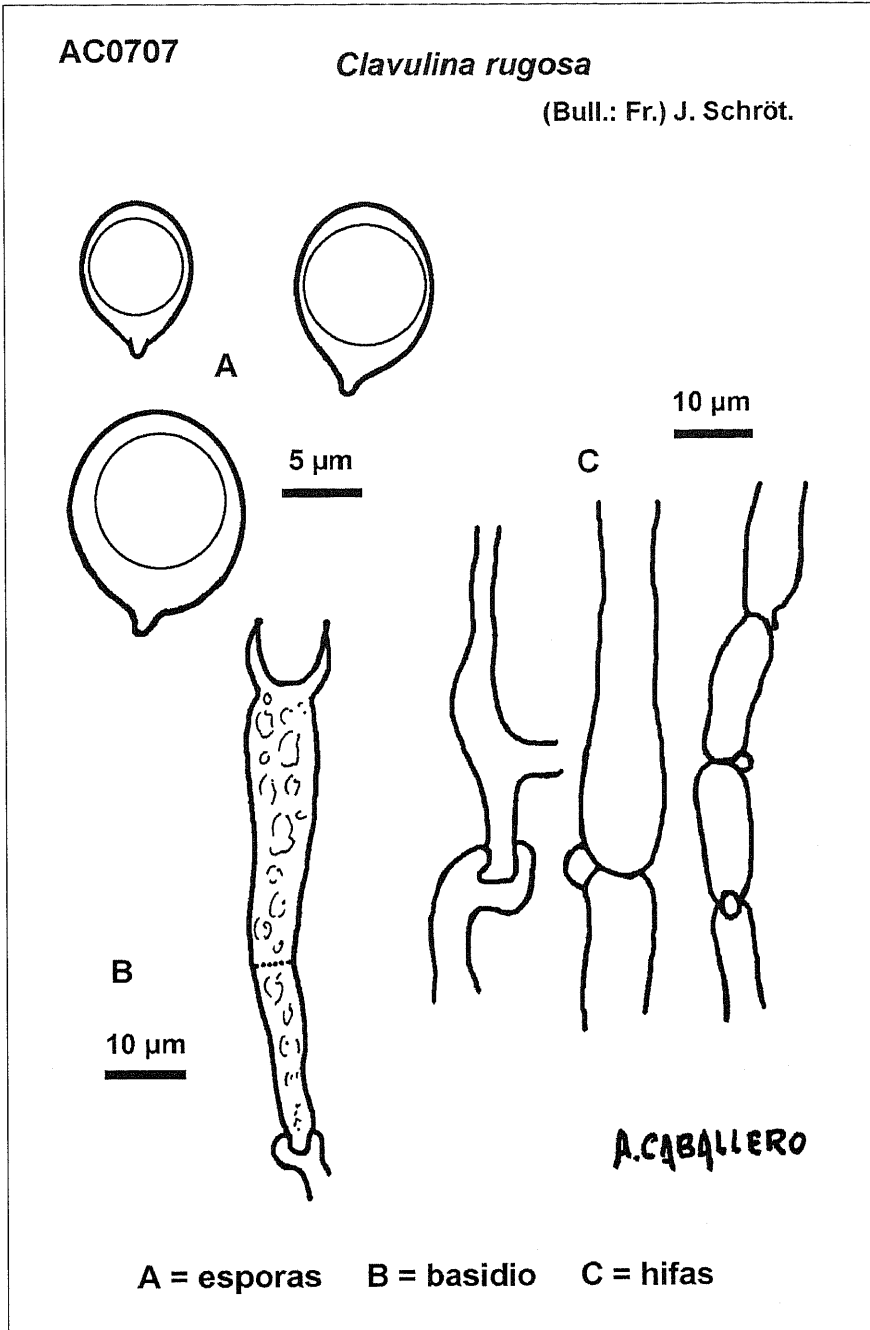 AC0707
Clavulina rugosa
(Bull.: Fr.) J. Schröt.
A
5 µm
10 µm
C
B
10 µm
A.CABALLERO
A = esporas B = basidio C = hifas